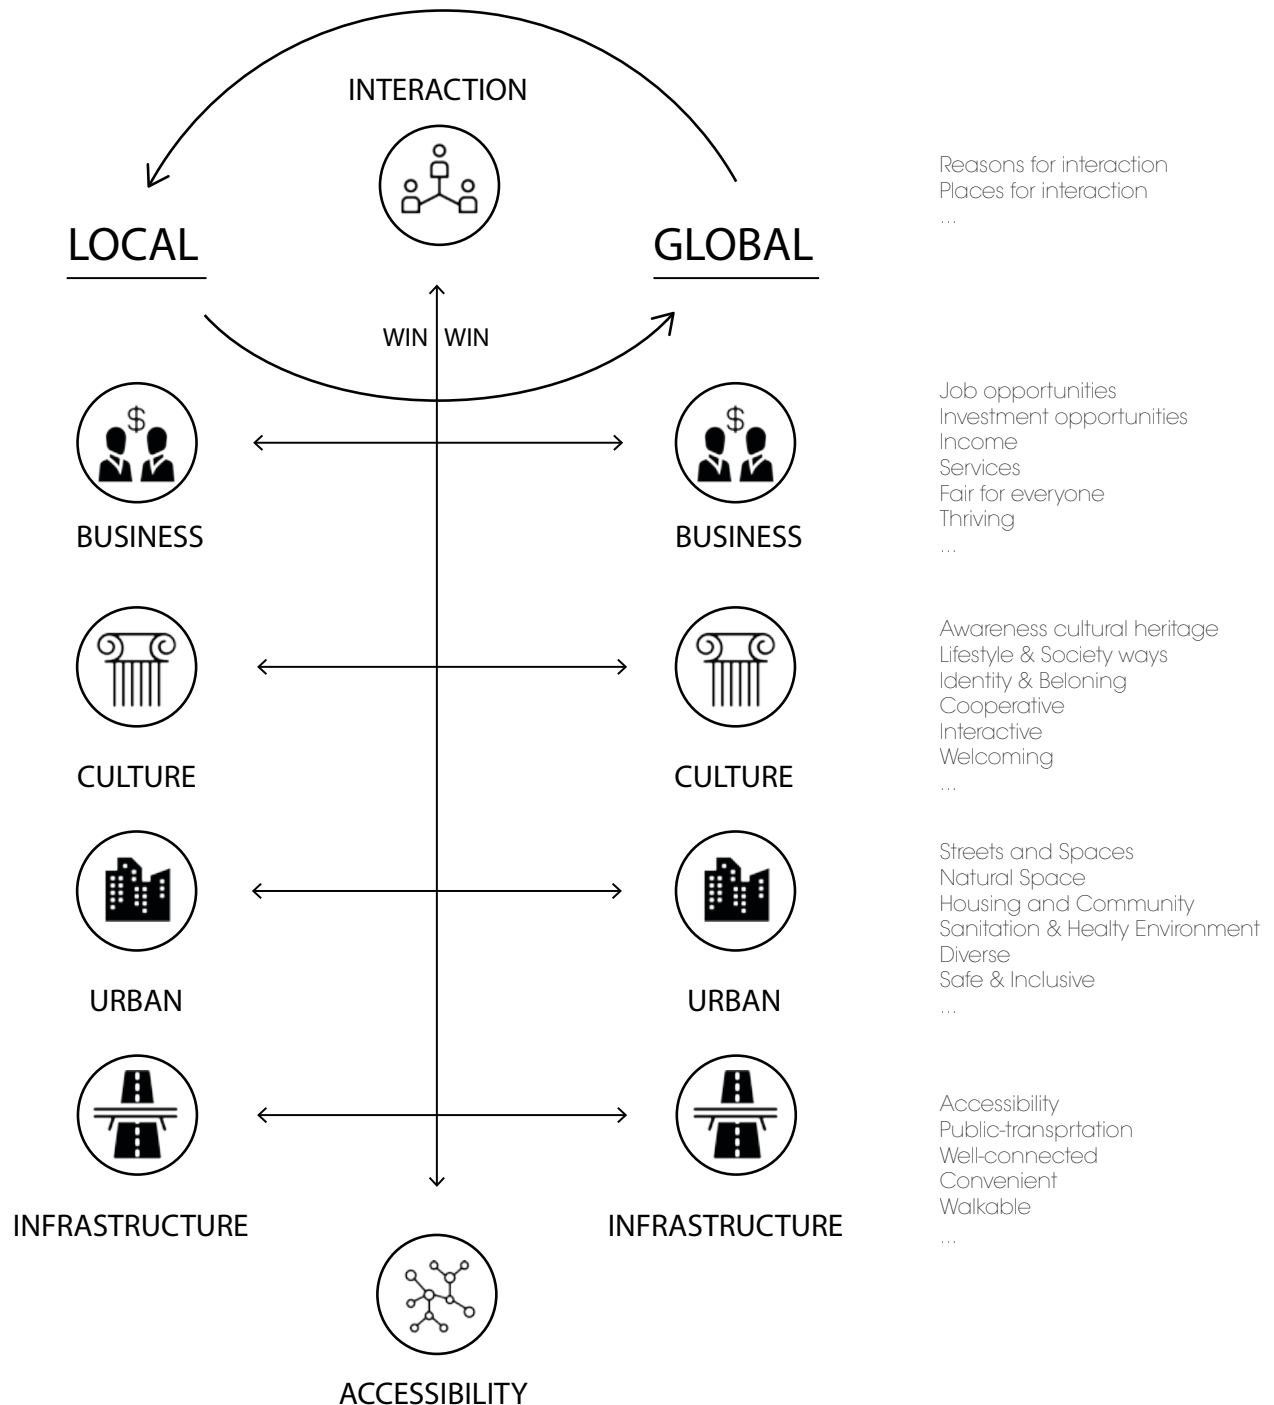 INTERACTION
Reasons for interaction
Places for interaction
...
LOCAL
GLOBAL
WIN WIN
Job opportunities
Investment opportunities
Income
Services
Fair for everyone
Thriving
...
BUSINESS
BUSINESS
Awareness cultural heritage
Lifestyle & Society ways
Identity & Beloning
Cooperative
Interactive
Welcoming
...
CULTURE
CULTURE
Streets and Spaces
Natural Space
Housing and Community
Sanitation & Healty Environment
Diverse
Safe & Inclusive
...
URBAN
URBAN
Accessibility
Public-transprtation
Well-connected
Convenient
Walkable
...
INFRASTRUCTURE
INFRASTRUCTURE
ACCESSIBILITY